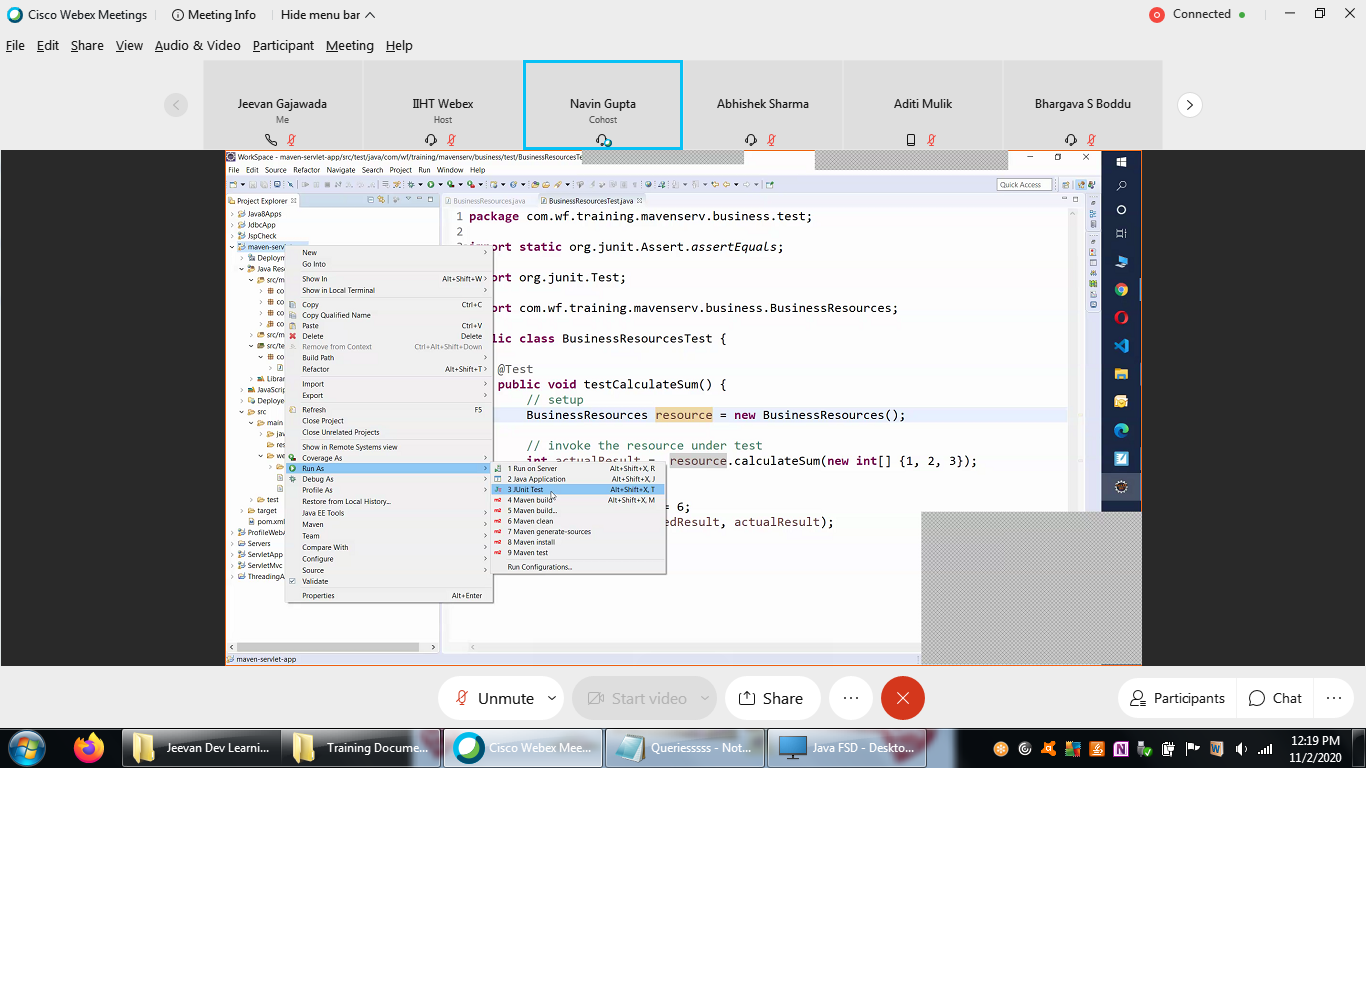 Cisco Webex Meetings
Meeting Info
Hide menu bar
Connected
File Edit Share View Audio & Video Participant Meeting Help
Jeevan Gajawada
Me
IIHT Webex
Host
Navin Gupta
Cohost
Abhishek Sharma
Aditi Mulik
Bhargava S Boddu
WorkSpace - maven-servlet-app/src/test/java/com/wf/training/mavenserv/business/test/BusinessResourcesTe
File Edit Source Refactor Navigate Search Project Run Window Help
Quick Access
Project Explorer
BusinessResources.java
BusinessResourcesTest.java
Java8Apps
JdbcApp
JspCheck
maven-serv
Deploym
Java Res
src/m
co
co
co
co
src/m
src/te
co
J
Librar
JavaScrip
Deploye
src
main
jav
res
we
test
target
pom.xml
ProfileWebA
Servers
ServletApp
ServletMvc
ThreadingA
New
Go Into
Show In Alt+Shift+W
Show in Local Terminal
Copy Ctrl+C
Copy Qualified Name
Paste Ctrl+V
Delete Delete
Remove from Context Ctrl+Alt+Shift+Down
Build Path
Refactor Alt+Shift+T
Import
Export
Refresh F5
Close Project
Close Unrelated Projects
Show in Remote Systems view
Coverage As
Run As
Debug As
Profile As
Restore from Local History...
Java EE Tools
Maven
Team
Compare With
Configure
Source
Validate
Properties Alt+Enter
1 Run on Server Alt+Shift+X, R
2 Java Application Alt+Shift+X, J
3 JUnit Test Alt+Shift+X, T
4 Maven build Alt+Shift+X, M
5 Maven build...
6 Maven clean
7 Maven generate-sources
8 Maven install
9 Maven test
Run Configurations...
1 package com.wf.training.mavenserv.business.test;
2
ort static org.junit.Assert.assertEquals;
ort org.junit.Test;
ort com.wf.training.mavenserv.business.BusinessResources;
lic class BusinessResourcesTest {
@Test
public void testCalculateSum() {
// setup
BusinessResources resource = new BusinessResources();
// invoke the resource under test
int actualResult = resource.calculateSum(new int[] {1, 2, 3});
= 6;
edResult, actualResult);
maven-servlet-app
Unmute
Start video
Share
Participants
Chat
Jeevan Dev Learni...
Training Docume...
Cisco Webex Mee...
Queriesssss - Not...
Java FSD - Deskto...
12:19 PM
11/2/2020